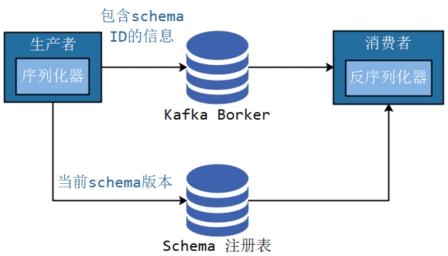 生产者
序列化器
包含schema
ID的信息
Kafka Borker
消费者
反序列化器
当前schema版本
Schema 注册表